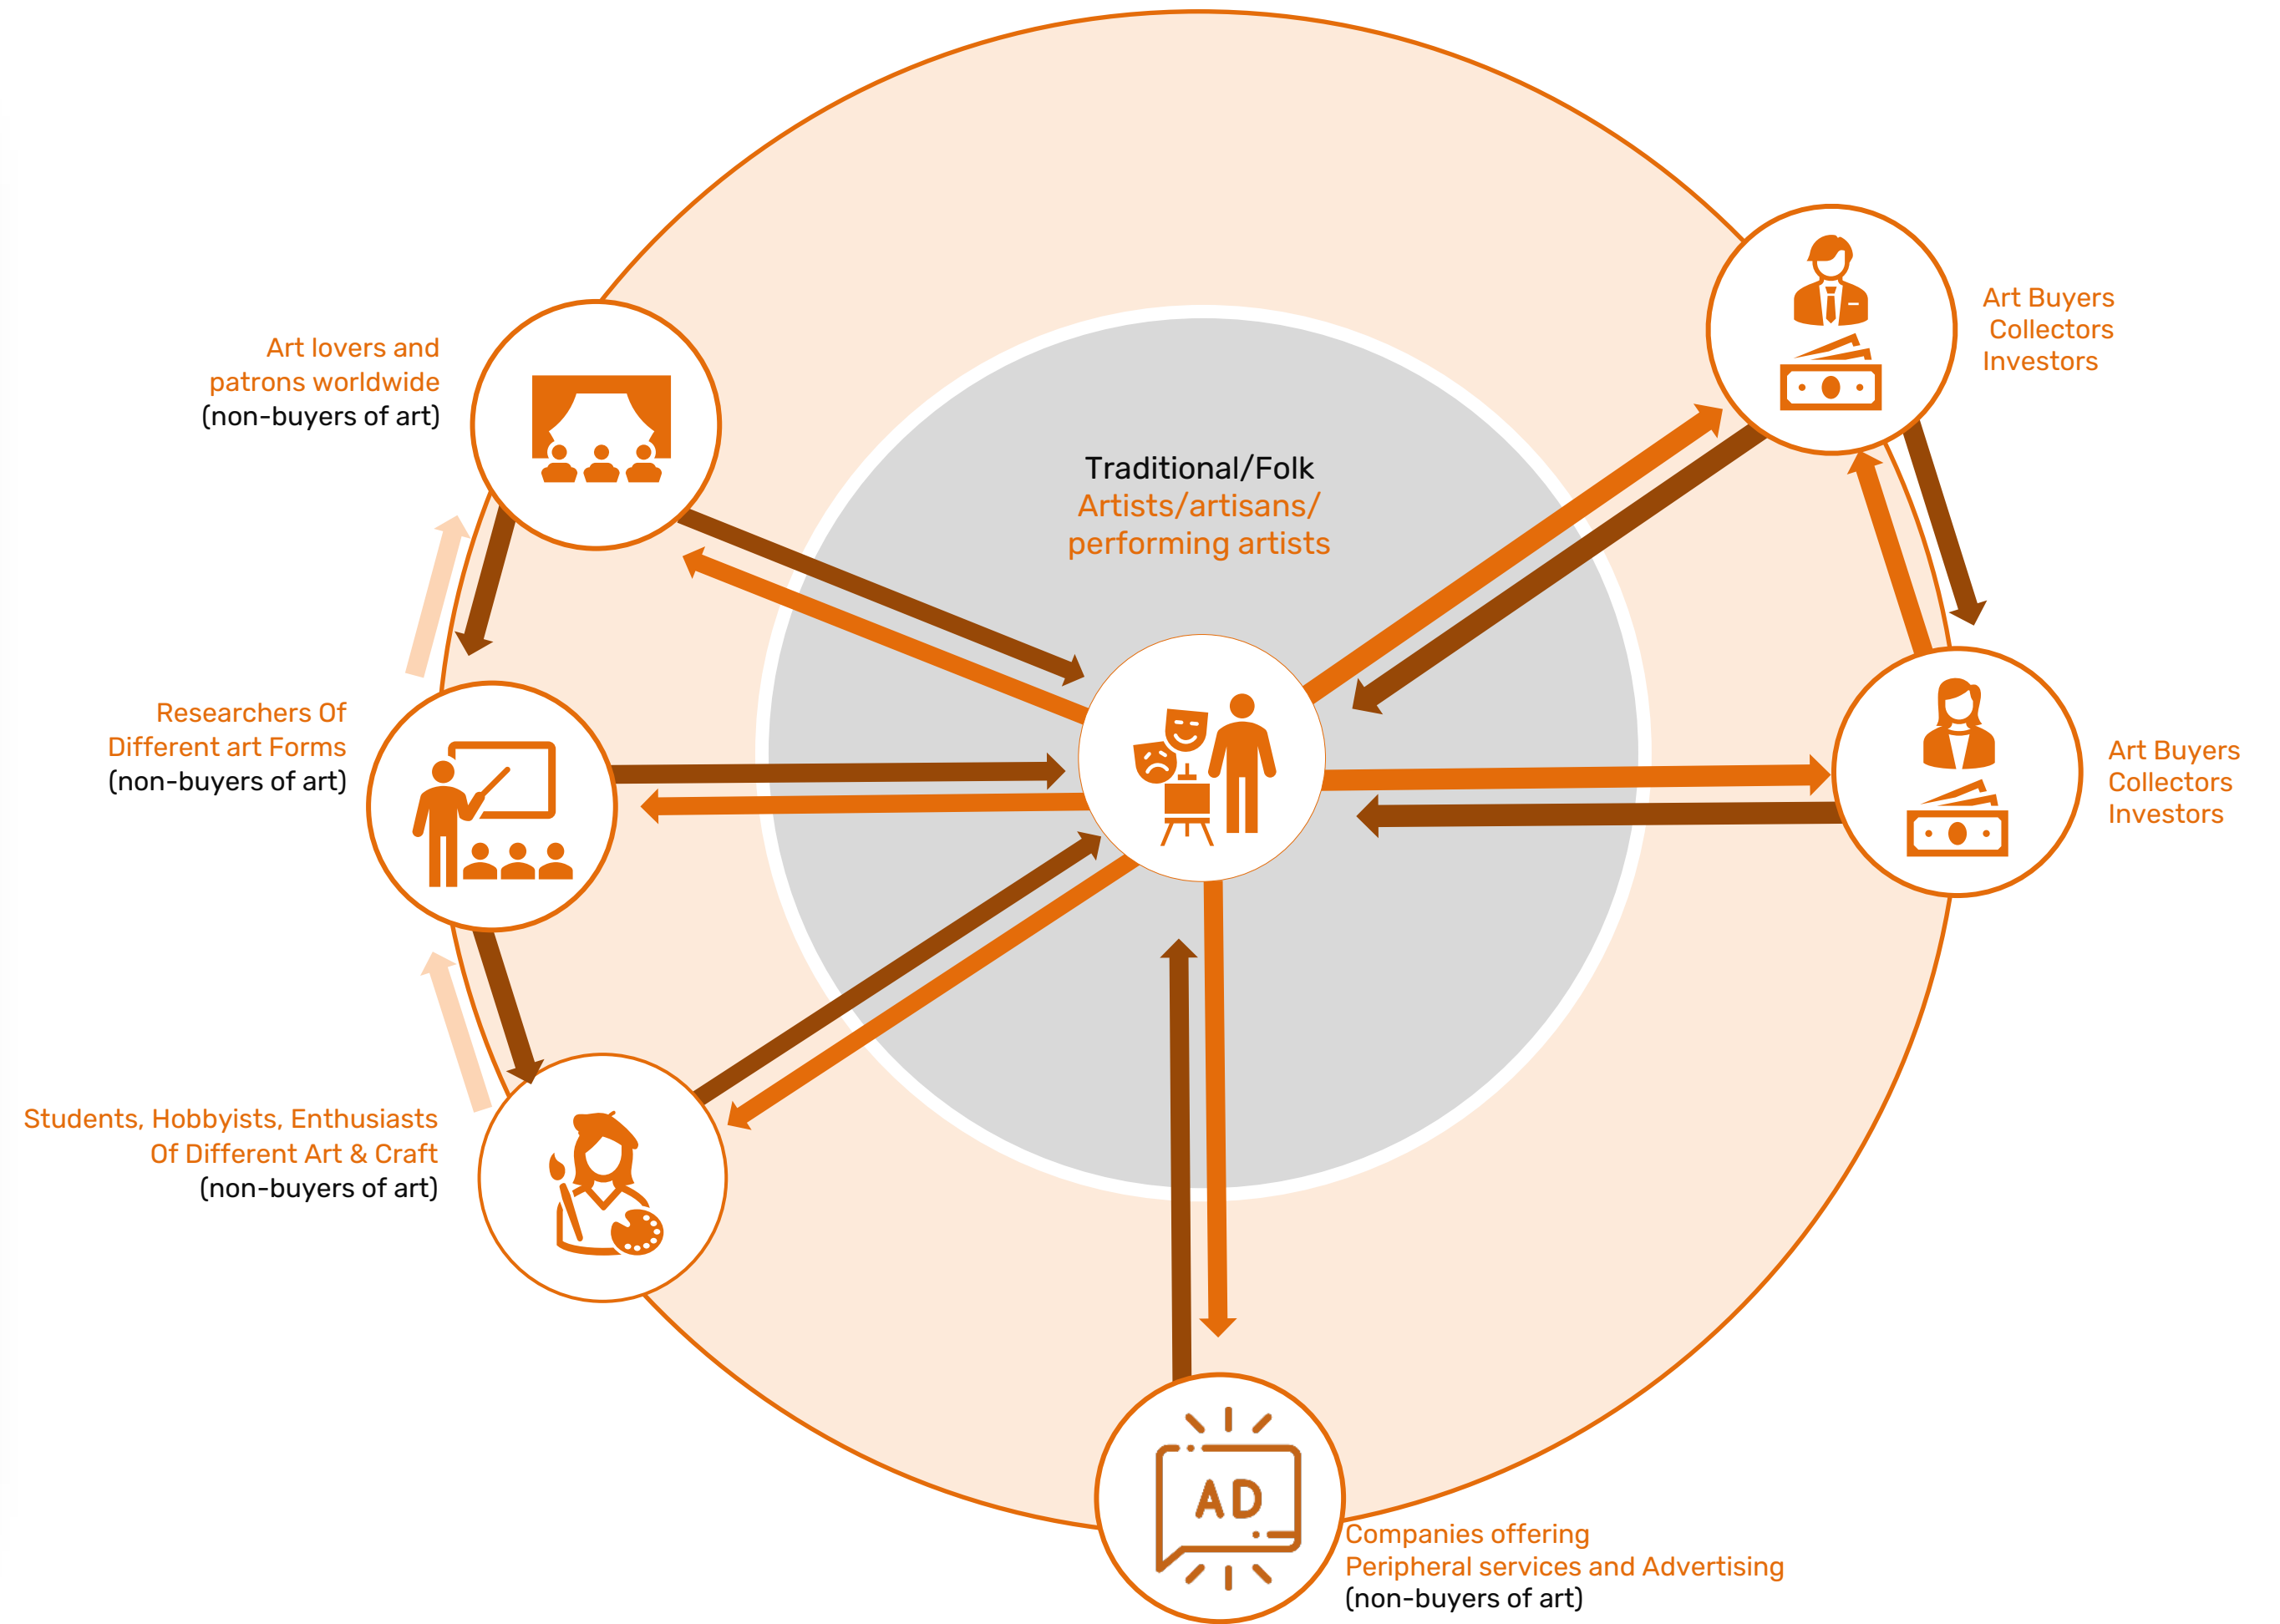 Art Buyers
Collectors
Investors
Art lovers and
patrons worldwide
(non-buyers of art)
Traditional/Folk
Artists/artisans/
performing artists
Researchers Of
Different art Forms
(non-buyers of art)
Art Buyers
Collectors
Investors
Students, Hobbyists, Enthusiasts
Of Different Art & Craft
(non-buyers of art)
AD
Companies offering
Peripheral services and Advertising
(non-buyers of art)